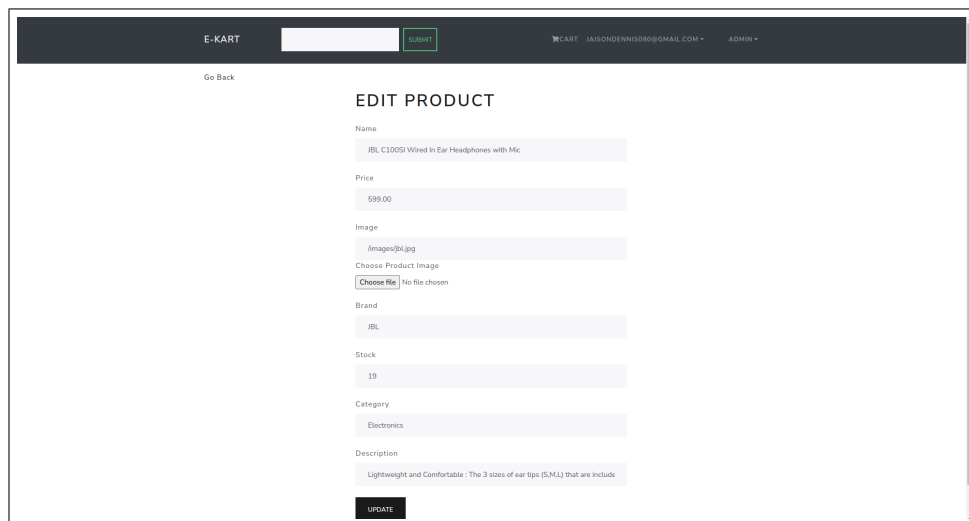 E-KART
SUBMIT
CART
JAISONDENNIS080@GMAIL.COM
ADMIN
Go Back
EDIT PRODUCT
Name
JBL C100SI Wired In Ear Headphones with Mic
Price
599.00
Image
/images/jbl.jpg
Choose Product Image
Choose file No file chosen
Brand
JBL
Stock
19
Category
Electronics
Description
Lightweight and Comfortable : The 3 sizes of ear tips (S,M,L) that are include
UPDATE